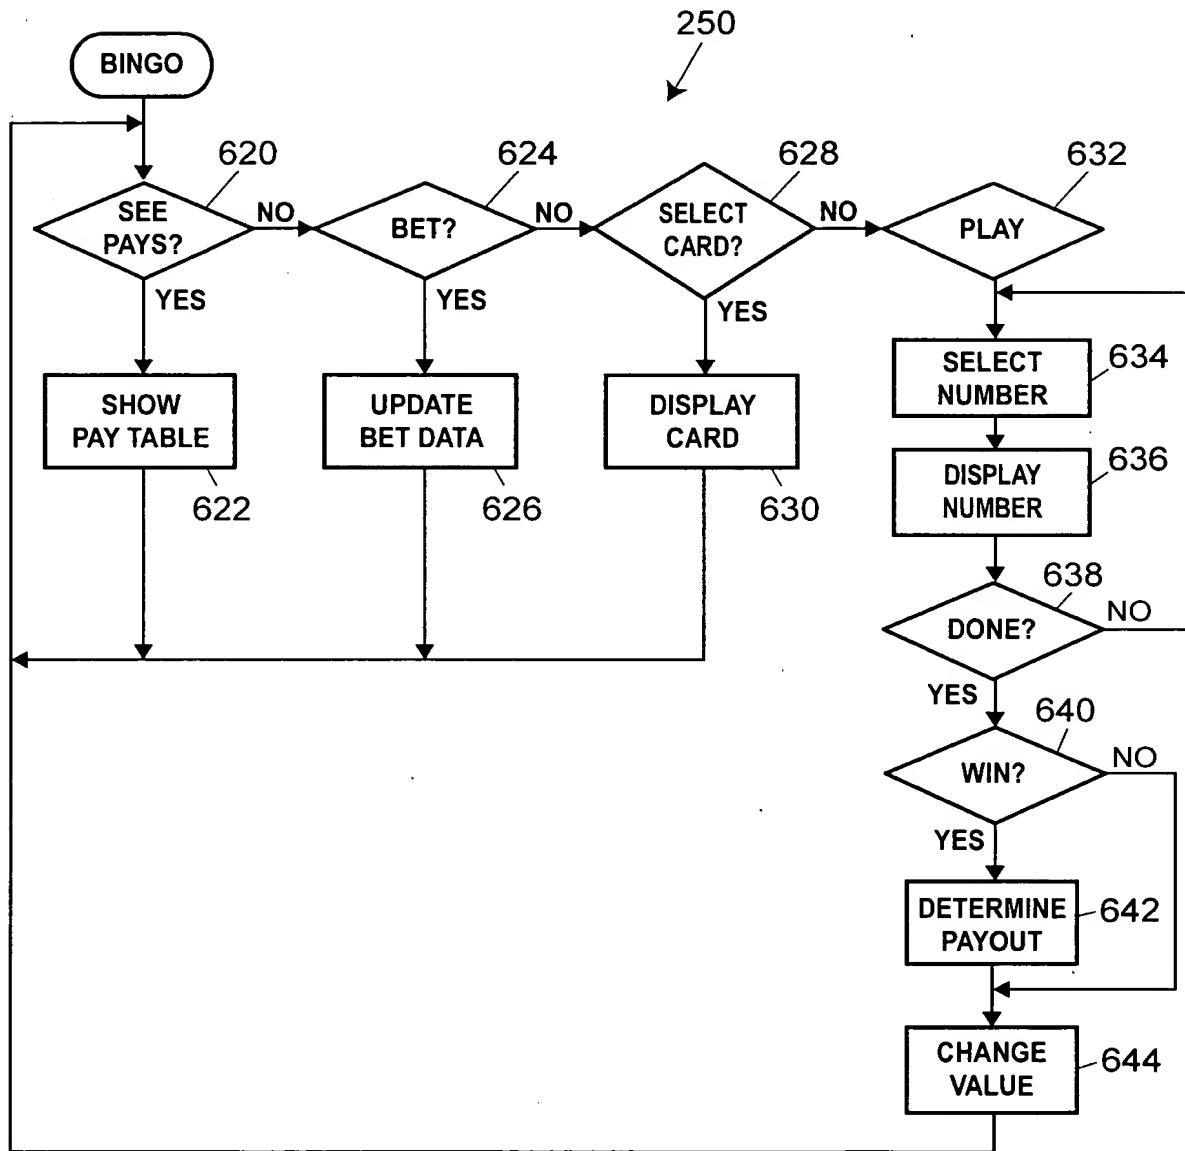 250
BINGO
620
624
628
632
SEE
PAYS?
NO
BET?
NO
SELECT
CARD?
NO
PLAY
YES
YES
YES
SHOW
PAY TABLE
622
UPDATE
BET DATA
626
DISPLAY
CARD
630
SELECT
NUMBER
634
DISPLAY
NUMBER
636
638
DONE?
NO
YES
640
WIN?
NO
YES
DETERMINE
PAYOUT
642
CHANGE
VALUE
644